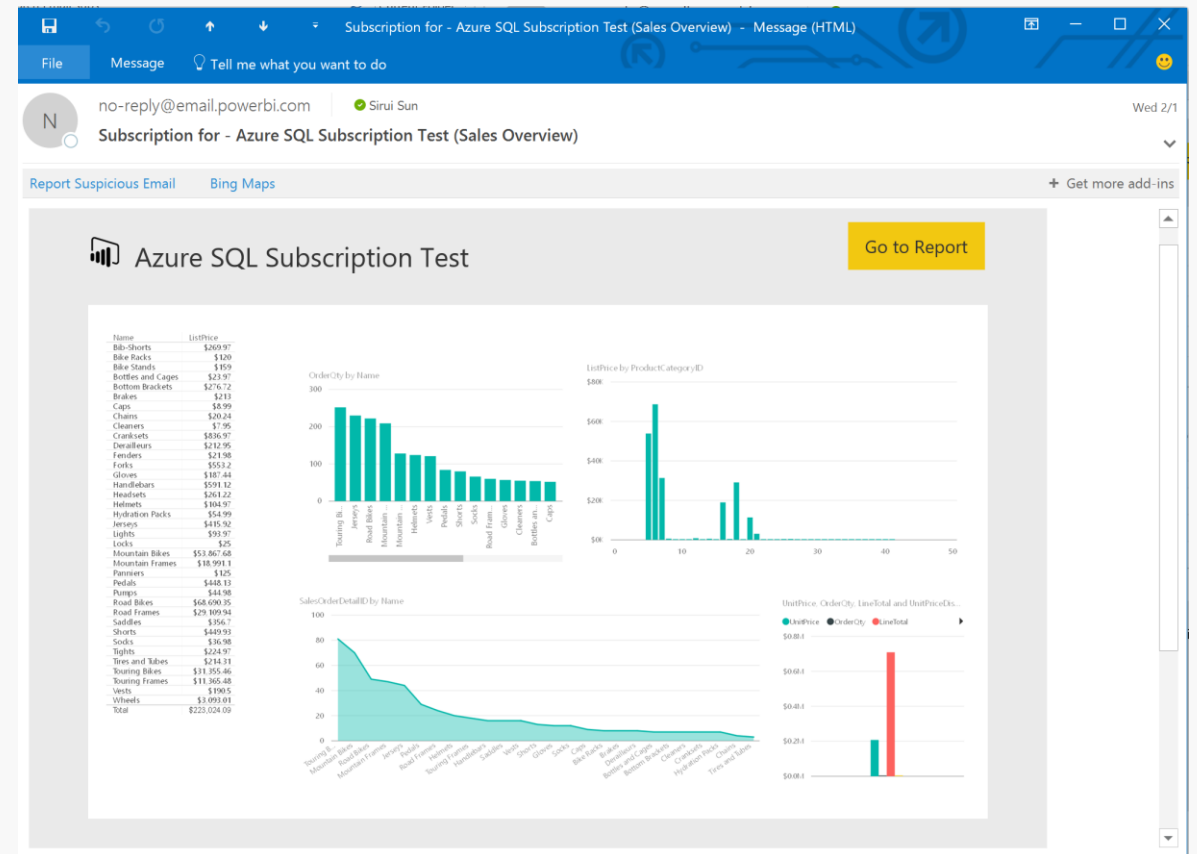 Subscription for - Azure SQL Subscription Test (Sales Overview) - Message (HTML)
File Message Tell me what you want to do
N
no-reply@email.powerbi.com Sirui Sun
Wed 2/1
Subscription for - Azure SQL Subscription Test (Sales Overview)
Report Suspicious Email Bing Maps + Get more add-ins
Azure SQL Subscription Test
Go to Report
Name ListPrice
Bib-Shorts $269.97
Bike Racks $120
Bike Stands $159
Bottles and Cages $23.97
Bottom Brackets $276.72
Brakes $213
Caps $8.99
Chains $20.24
Cleaners $7.95
Cranksets $836.97
Derailleurs $212.95
Fenders $21.98
Forks $553.2
Gloves $187.44
Handlebars $591.12
Headsets $261.22
Helmets $104.97
Hydration Packs $54.99
Jerseys $415.92
Lights $93.97
Locks $25
Mountain Bikes $53,867.68
Mountain Frames $18,991.1
Panniers $125
Pedals $448.13
Pumps $44.98
Road Bikes $68,690.35
Road Frames $29,109.94
Saddles $356.7
Shorts $449.93
Socks $36.98
Tights $224.97
Tires and Tubes $214.31
Touring Bikes $31,355.46
Touring Frames $11,365.48
Vests $190.5
Wheels $3,093.01
Total $223,024.09
OrderQty by Name
300
200
100
0
Touring Bi...
Jerseys
Road Bikes
Mountain ...
Mountain ...
Helmets
Vests
Pedals
Shorts
Socks
Road Fram...
Gloves
Cleaners
Bottles an...
Caps
ListPrice by ProductCategoryID
$80K
$60K
$40K
$20K
$0K
0 10 20 30 40 50
SalesOrderDetailID by Name
100
80
60
40
20
0
Touring B...
Mountain Bikes
Road Bikes
Mountain Frames
Jerseys
Pedals
Road Frames
Helmets
Touring Frames
Handlebars
Saddles
Vests
Shorts
Gloves
Socks
Caps
Bike Racks
Brakes
Derailleurs
Bottles and Cages
Bottom Brackets
Cleaners
Cranksets
Hydration Packs
Chains
Tires and Tubes
UnitPrice, OrderQty, LineTotal and UnitPriceDis...
UnitPrice OrderQty LineTotal
$0.8M
$0.6M
$0.4M
$0.2M
$0.0M